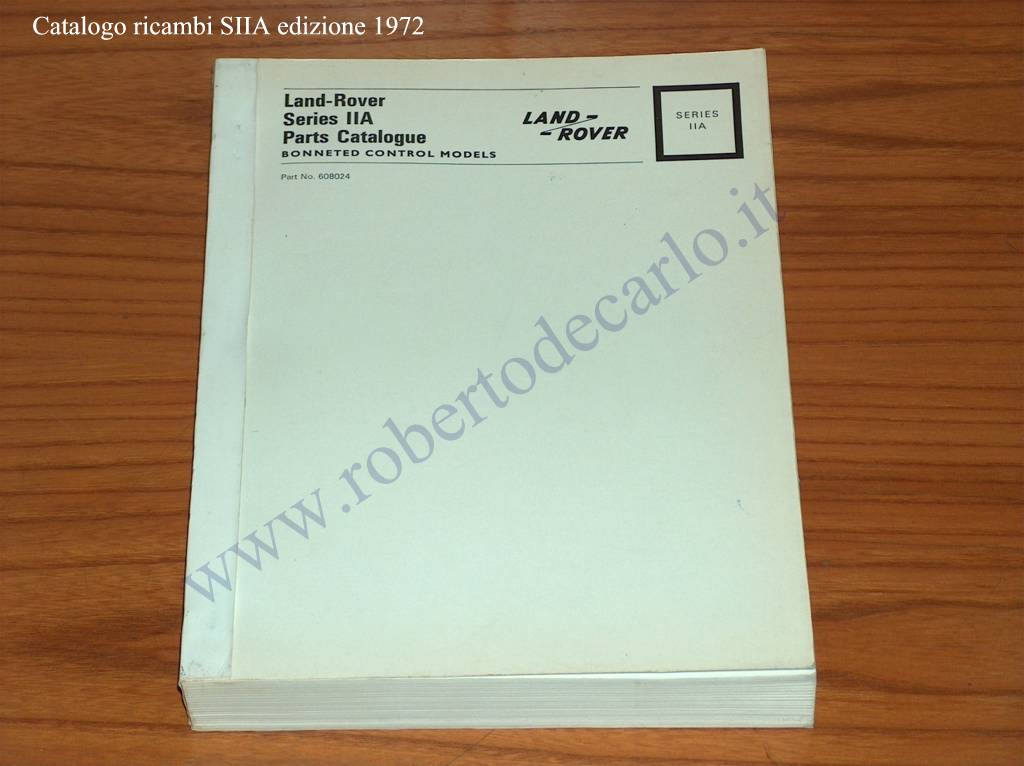 Catalogo ricambi SIIA edizione 1972
Land-Rover
Series IIA
Parts Catalogue
BONNETED CONTROL MODELS
Part No. 608024
LAND -
- ROVER
SERIES
IIA
www.robertodecarlo.it